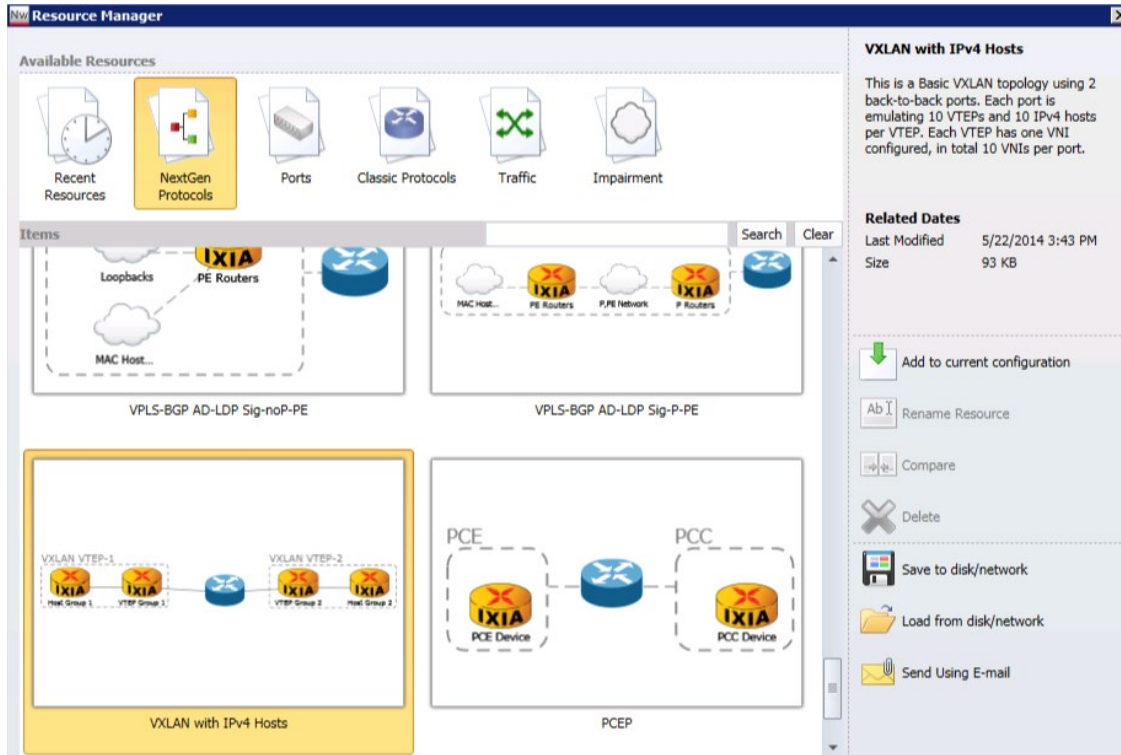 Nw Resource Manager
Available Resources
Recent
Resources
NextGen
Protocols
Ports
Classic Protocols
Traffic
Impairment
Items
Search
Clear
Loopbacks
IXIA
PE Routers
MAC Host...
VPLS-BGP AD-LDP Sig-noP-PE
MAC Host...
IXIA
PE Routers
P,PE Network
IXIA
P Routers
VPLS-BGP AD-LDP Sig-P-PE
VXLAN VTEP-1
IXIA
Host Group 1
IXIA
VTEP Group 1
VXLAN VTEP-2
IXIA
VTEP Group 2
IXIA
Host Group 2
VXLAN with IPv4 Hosts
PCE
IXIA
PCE Device
PCC
IXIA
PCC Device
PCEP
VXLAN with IPv4 Hosts
This is a Basic VXLAN topology using 2
back-to-back ports. Each port is
emulating 10 VTEPs and 10 IPv4 hosts
per VTEP. Each VTEP has one VNI
configured, in total 10 VNIs per port.
Related Dates
Last Modified 5/22/2014 3:43 PM
Size 93 KB
Add to current configuration
Ab Rename Resource
Compare
Delete
Save to disk/network
Load from disk/network
Send Using E-mail